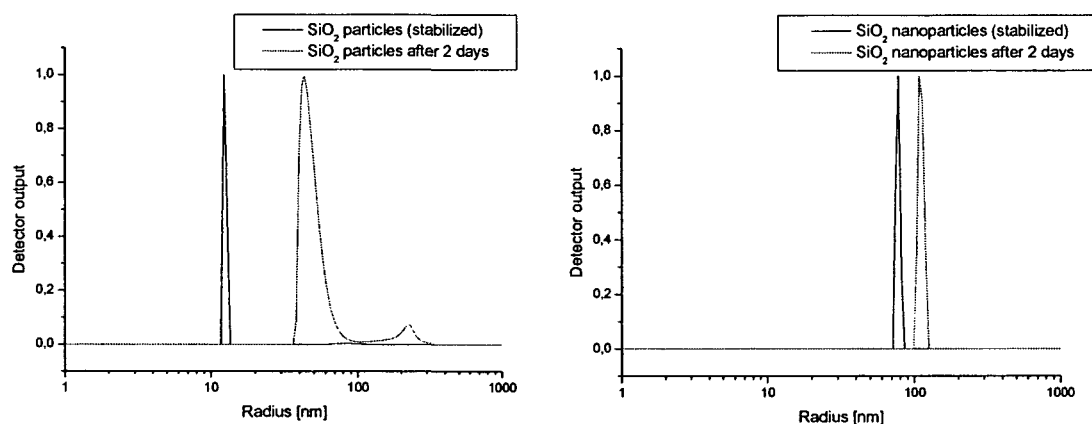 SiO₂ particles (stabilized)
SiO₂ particles after 2 days
1,0
0,8
0,6
0,4
0,2
0,0
Detector output
1
10
100
1000
Radius [nm]
SiO₂ nanoparticles (stabilized)
SiO₂ nanoparticles after 2 days
1,0
0,8
0,6
0,4
0,2
0,0
Detector output
1
10
100
1000
Radius [nm]